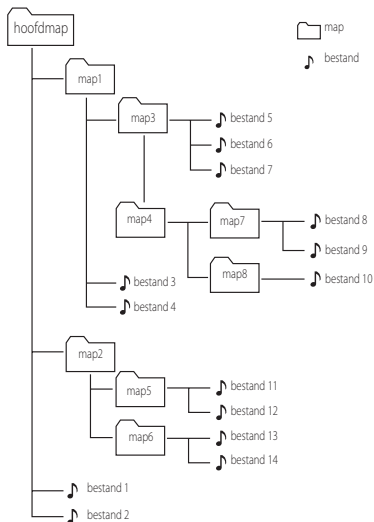 hoofdmap
map
bestand
map1
map3
bestand 5
bestand 6
bestand 7
map4
map7
bestand 8
bestand 9
map8
bestand 10
bestand 3
bestand 4
map2
map5
bestand 11
bestand 12
map6
bestand 13
bestand 14
bestand 1
bestand 2